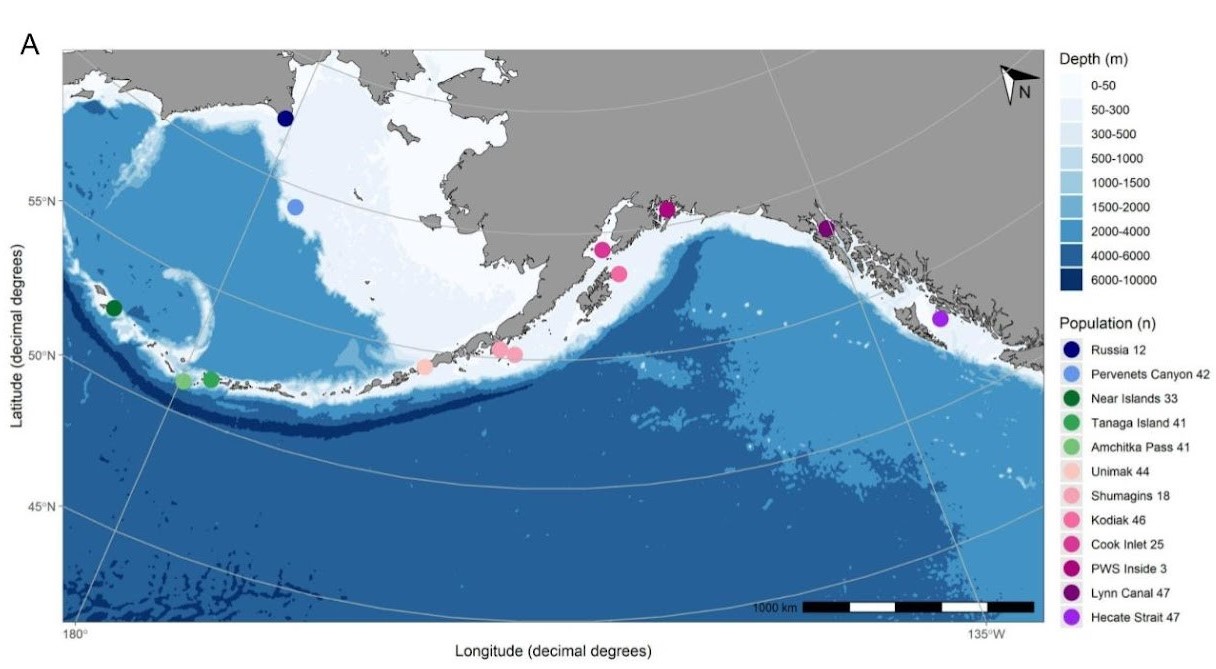 A
Depth (m)
0-50
50-300
300-500
500-1000
1000-1500
1500-2000
2000-4000
4000-6000
6000-10000
N
Population (n)
Russia 12
Pervenets Canyon 42
Near Islands 33
Tanaga Island 41
Amchitka Pass 41
Unimak 44
Shumagins 18
Kodiak 46
Cook Inlet 25
PWS Inside 3
Lynn Canal 47
Hecate Strait 47
Latitude (decimal degrees)
55°N
50°N
45°N
1000 km
180°
135°W
Longitude (decimal degrees)